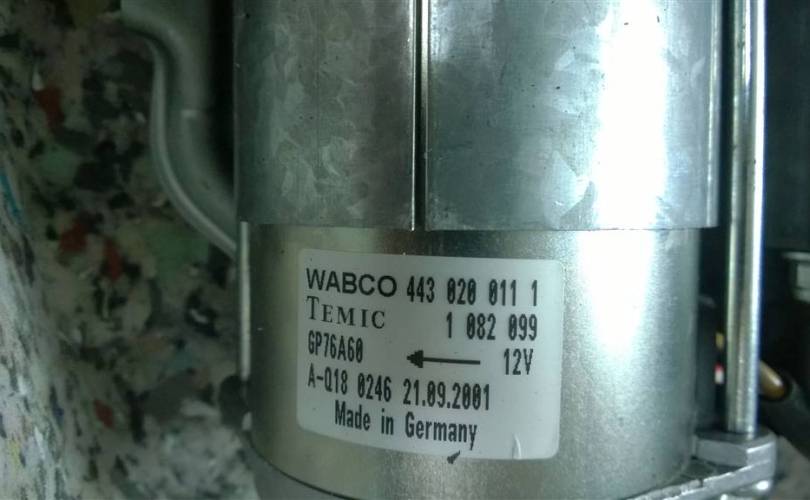 WABCO 443 020 011 1
TEMIC 1 082 099
GP76A60 12V
A-Q18 0246 21.09.2001
Made in Germany